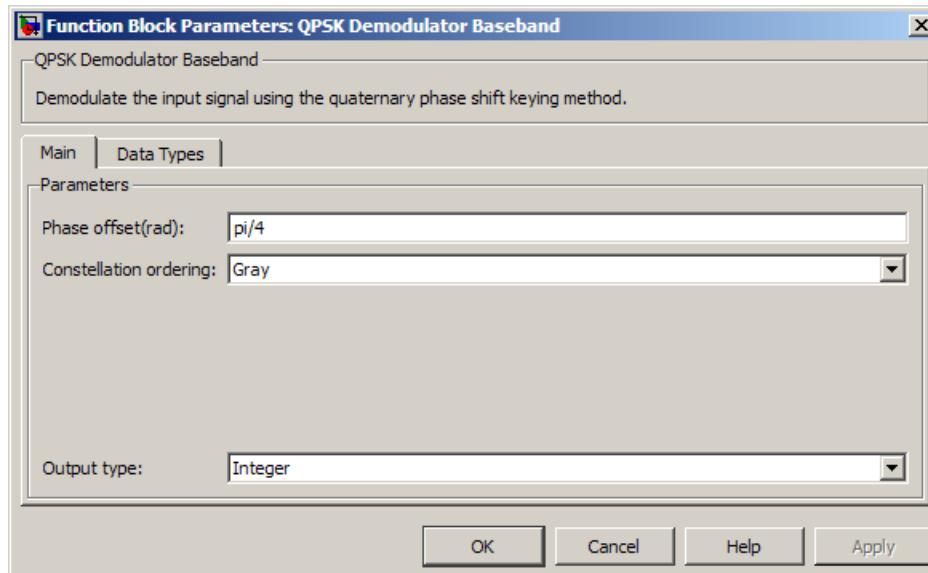 Function Block Parameters: QPSK Demodulator Baseband
QPSK Demodulator Baseband
Demodulate the input signal using the quaternary phase shift keying method.
Main Data Types
Parameters
Phase offset(rad): pi/4
Constellation ordering: Gray
Output type: Integer
OK Cancel Help Apply